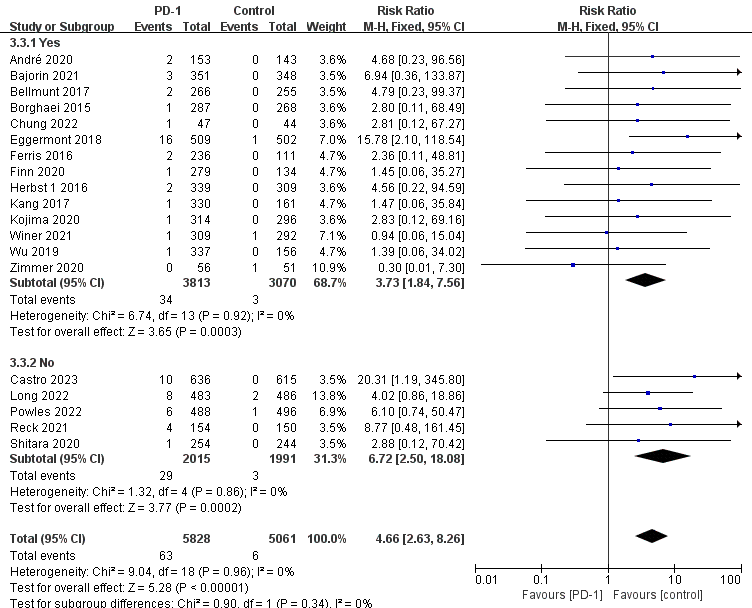 PD-1 Control Risk Ratio Risk Ratio
Study or Subgroup Events Total Events Total Weight M-H, Fixed, 95% CI M-H, Fixed, 95% CI
3.3.1 Yes
André 2020 2 153 0 143 3.6% 4.68 [0.23, 96.56]
Bajorin 2021 3 351 0 348 3.6% 6.94 [0.36, 133.87]
Bellmunt 2017 2 266 0 255 3.6% 4.79 [0.23, 99.37]
Borghaei 2015 1 287 0 268 3.6% 2.80 [0.11, 68.49]
Chung 2022 1 47 0 44 3.6% 2.81 [0.12, 67.27]
Eggermont 2018 16 509 1 502 7.0% 15.78 [2.10, 118.54]
Ferris 2016 2 236 0 111 4.7% 2.36 [0.11, 48.81]
Finn 2020 1 279 0 134 4.7% 1.45 [0.06, 35.27]
Herbst 1 2016 2 339 0 309 3.6% 4.56 [0.22, 94.59]
Kang 2017 1 330 0 161 4.7% 1.47 [0.06, 35.84]
Kojima 2020 1 314 0 296 3.6% 2.83 [0.12, 69.16]
Winer 2021 1 309 1 292 7.1% 0.94 [0.06, 15.04]
Wu 2019 1 337 0 156 4.7% 1.39 [0.06, 34.02]
Zimmer 2020 0 56 1 51 10.9% 0.30 [0.01, 7.30]
Subtotal (95% CI) 3813 3070 68.7% 3.73 [1.84, 7.56]
Total events 34 3
Heterogeneity: Chi² = 6.74, df = 13 (P = 0.92); I² = 0%
Test for overall effect: Z = 3.65 (P = 0.0003)
3.3.2 No
Castro 2023 10 636 0 615 3.5% 20.31 [1.19, 345.80]
Long 2022 8 483 2 486 13.8% 4.02 [0.86, 18.86]
Powles 2022 6 488 1 496 6.9% 6.10 [0.74, 50.47]
Reck 2021 4 154 0 150 3.5% 8.77 [0.48, 161.45]
Shitara 2020 1 254 0 244 3.5% 2.88 [0.12, 70.42]
Subtotal (95% CI) 2015 1991 31.3% 6.72 [2.50, 18.08]
Total events 29 3
Heterogeneity: Chi² = 1.32, df = 4 (P = 0.86); I² = 0%
Test for overall effect: Z = 3.77 (P = 0.0002)
Total (95% CI) 5828 5061 100.0% 4.66 [2.63, 8.26]
Total events 63 6
Heterogeneity: Chi² = 9.04, df = 18 (P = 0.96); I² = 0%
Test for overall effect: Z = 5.28 (P < 0.00001)
Test for subgroup differences: Chi² = 0.90, df = 1 (P = 0.34), I² = 0%
0.01 0.1 1 10 100
Favours [PD-1] Favours [control]